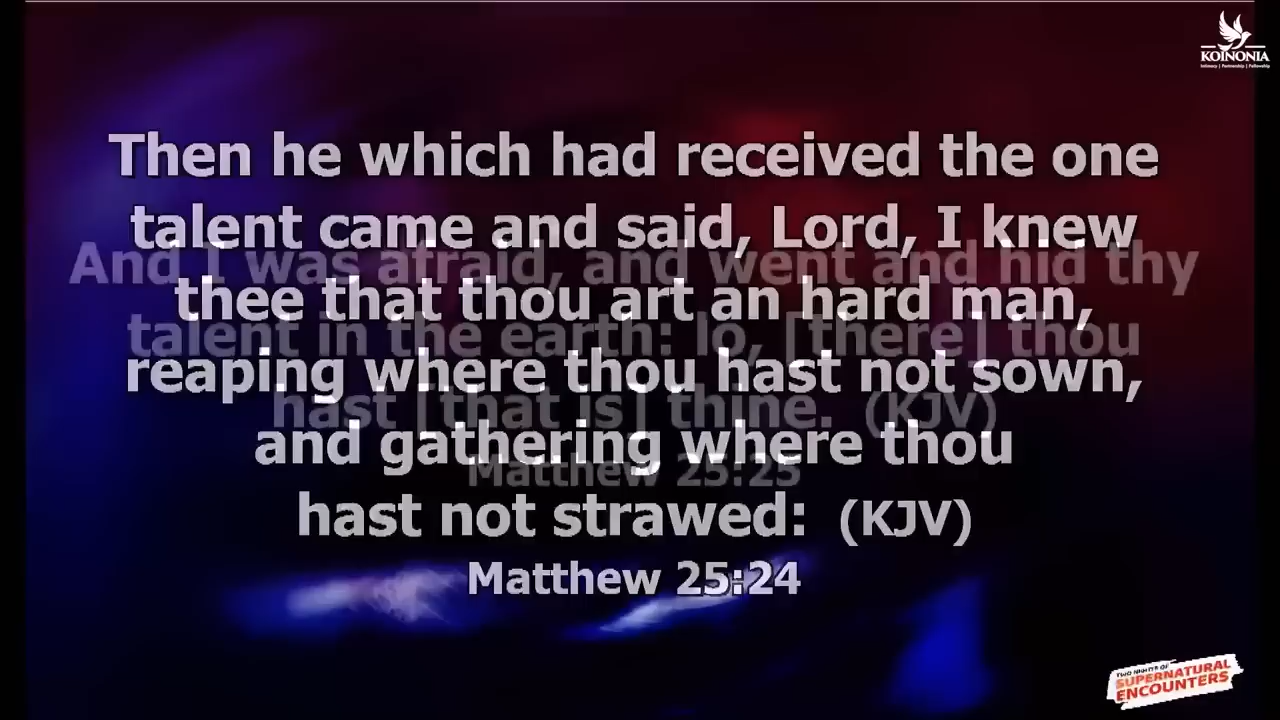 KOINONIA
Intimacy | Partnership | Fellowship
Then he which had received the one
talent came and said, Lord, I knew
thee that thou art an hard man,
reaping where thou hast not sown,
and gathering where thou
hast not strawed: (KJV)
Matthew 25:24
And I was afraid, and went and hid thy
talent in the earth: lo, [there] thou
hast [that is] thine. (KJV)
Matthew 25:25
TWO NIGHTS OF
SUPERNATURAL
ENCOUNTERS